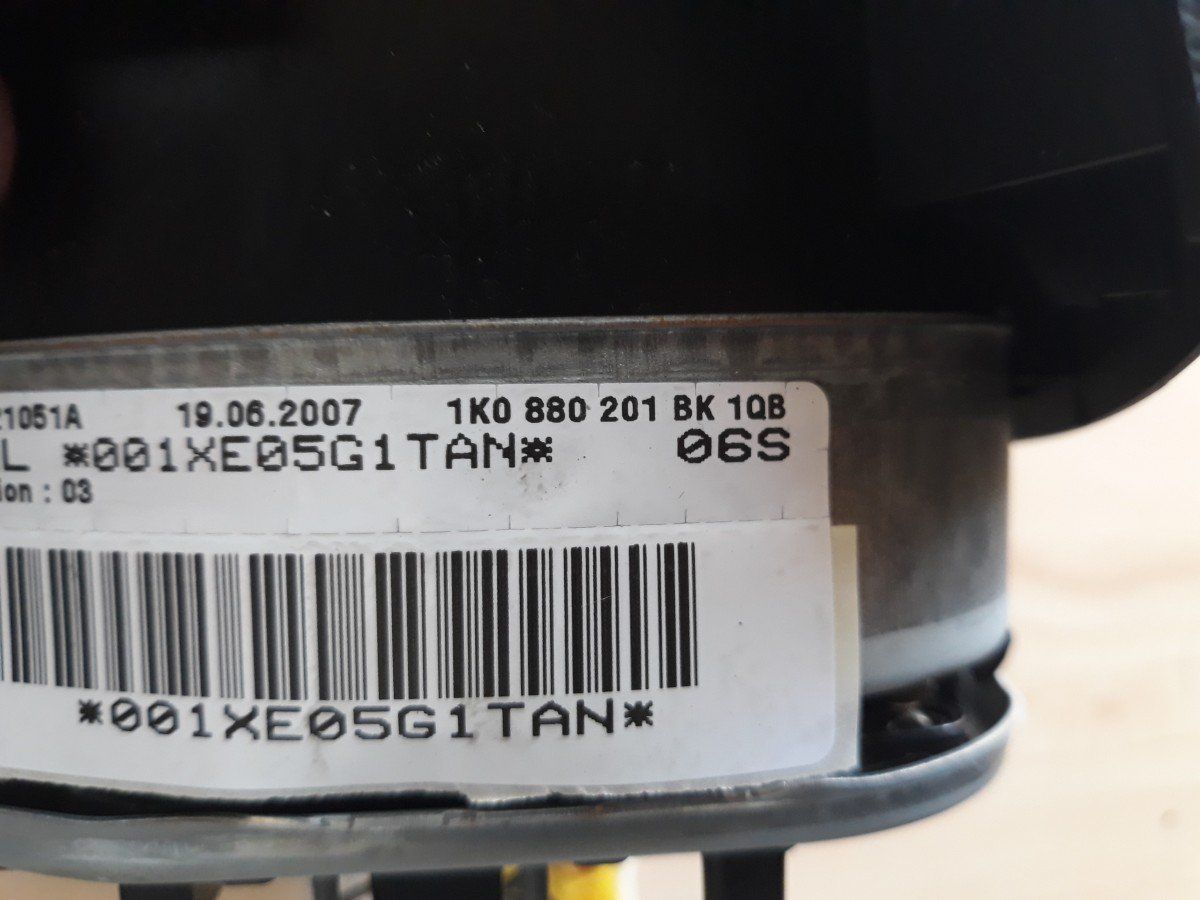 21051A 19.06.2007 1K0 880 201 BK 1QB
L *001XE05G1TAN* 06S
ion : 03
*001XE05G1TAN*